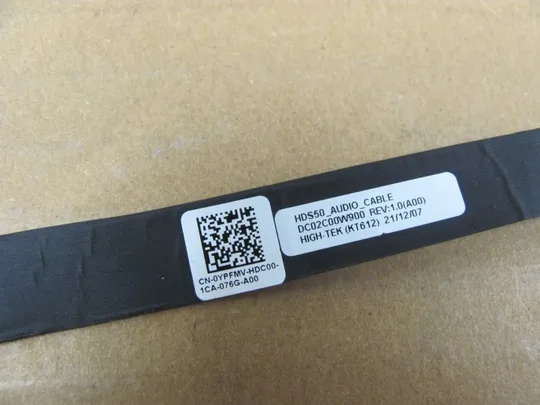 CN-0YPFMV-HDC00-
1CA-076G-A00
HDS50_AUDIO_CABLE
DC02C00W900 REV:1.0(A00)
HIGH-TEK (KT612) 21/12/07